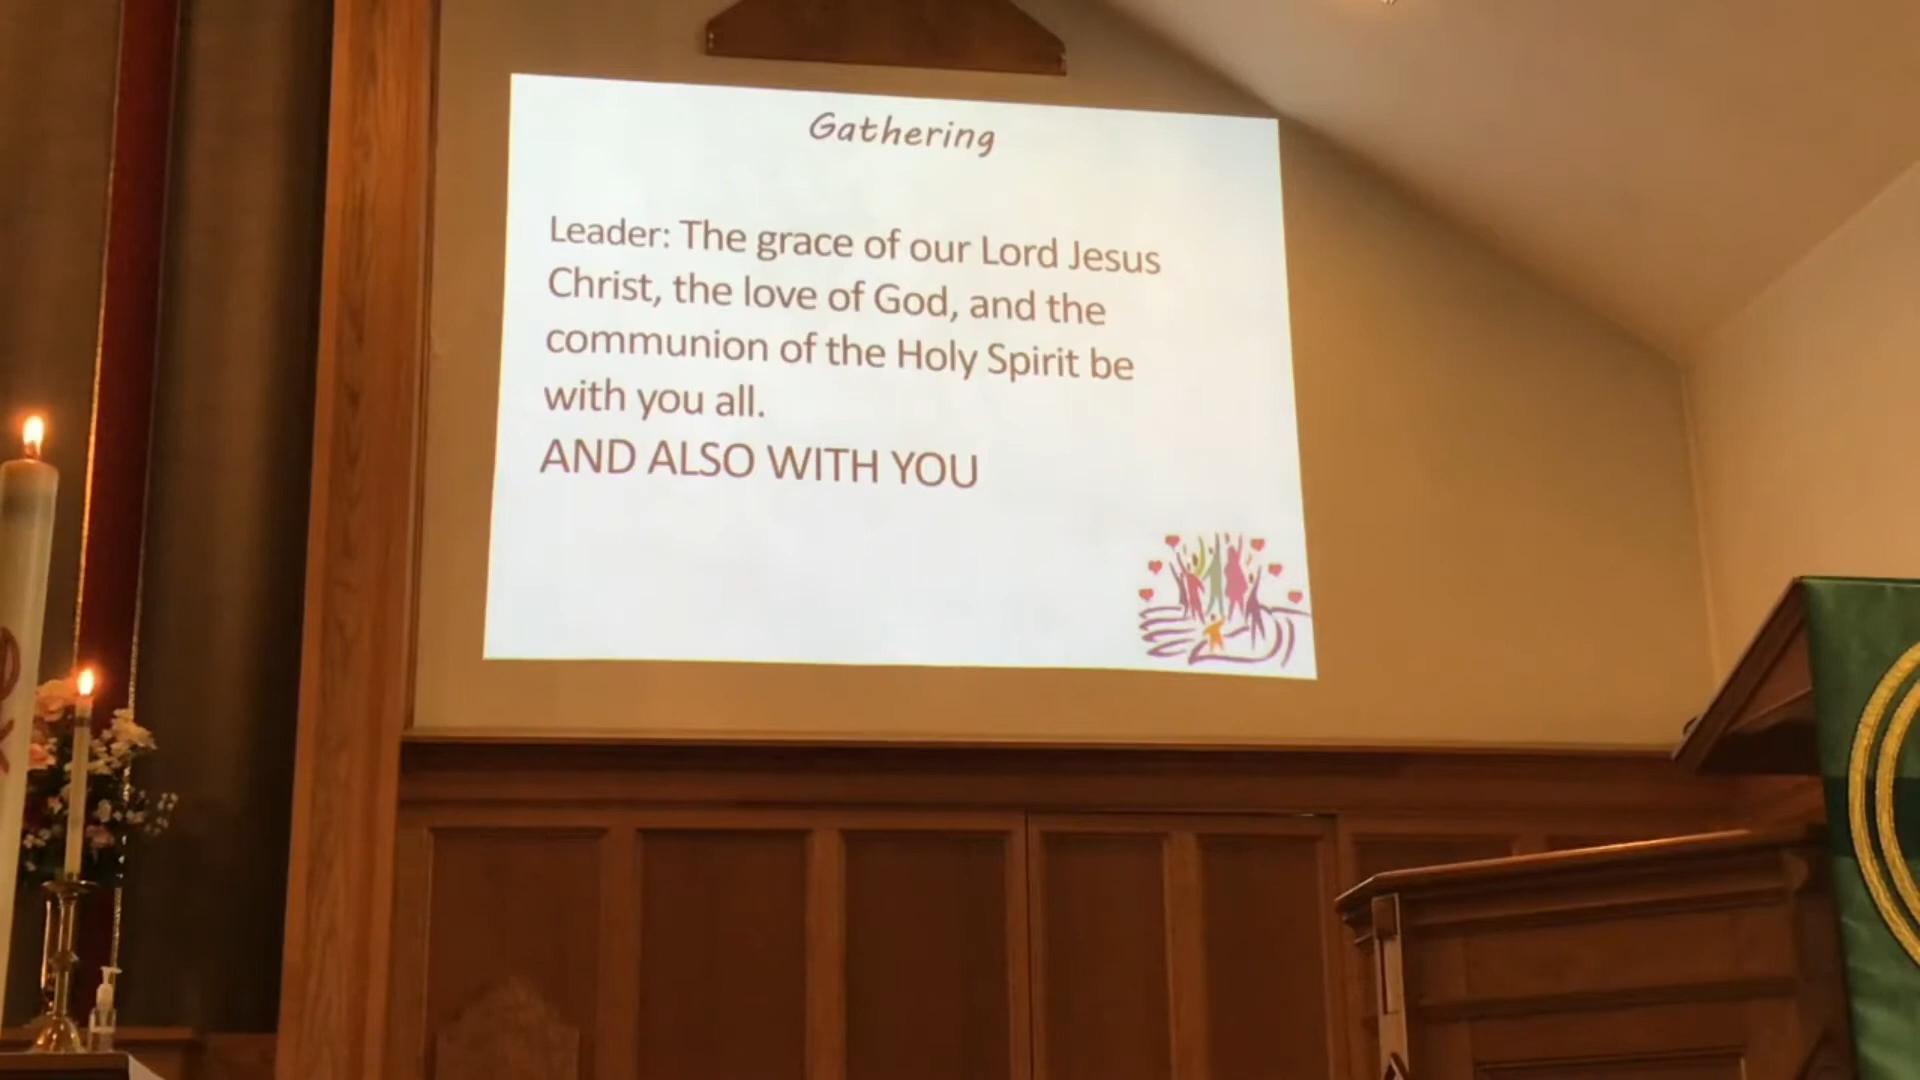 Gathering
Leader: The grace of our Lord Jesus
Christ, the love of God, and the
communion of the Holy Spirit be
with you all.
AND ALSO WITH YOU